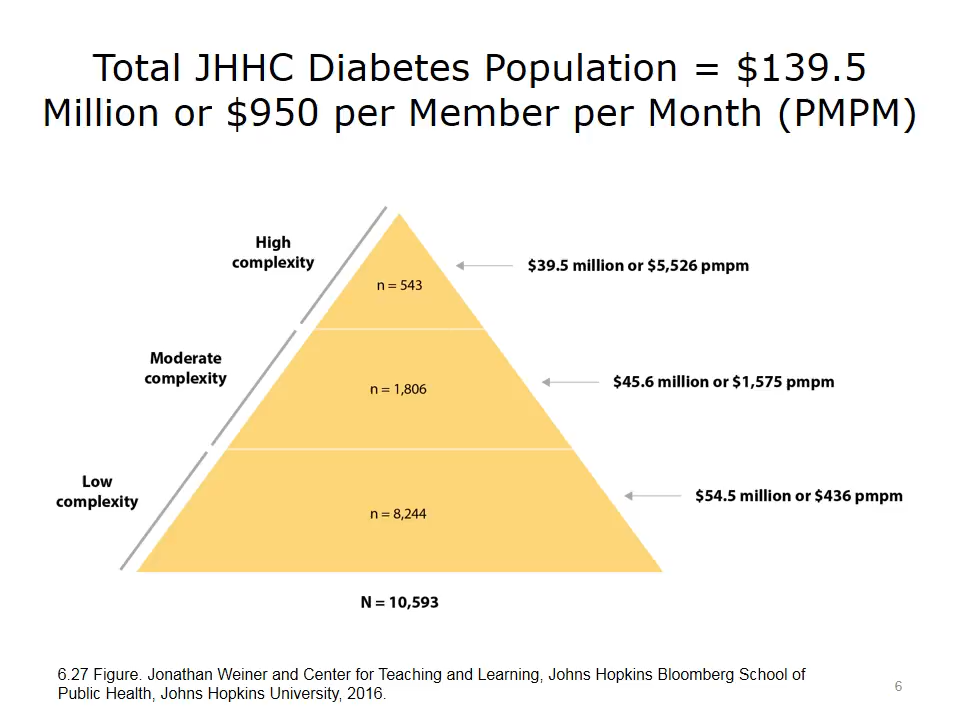 Total JHHC Diabetes Population = $139.5
Million or $950 per Member per Month (PMPM)
High
complexity
$39.5 million or $5,526 pmpm
n = 543
Moderate
complexity
$45.6 million or $1,575 pmpm
n = 1,806
Low
complexity
$54.5 million or $436 pmpm
n = 8,244
N = 10,593
6.27 Figure. Jonathan Weiner and Center for Teaching and Learning, Johns Hopkins Bloomberg School of
Public Health, Johns Hopkins University, 2016.
6